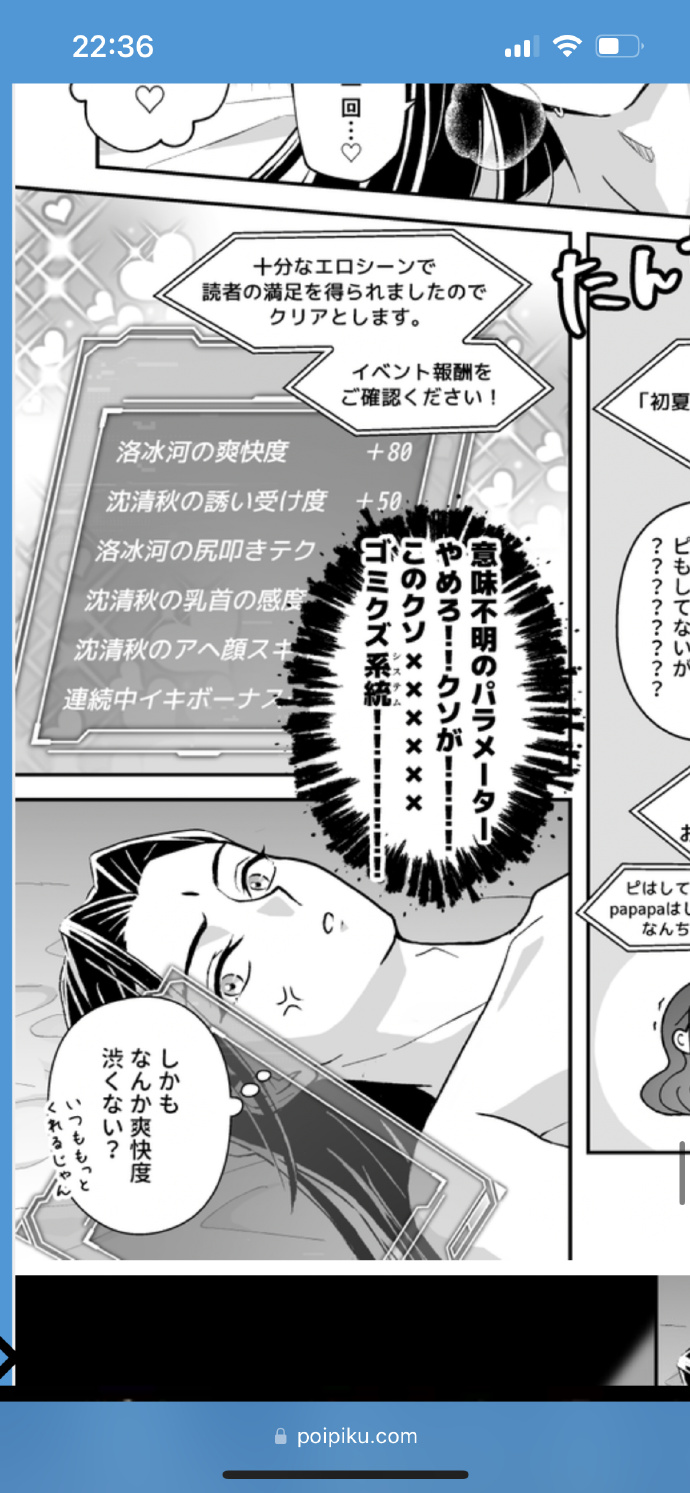 22:36
一回…♡
十分なエロシーンで
読者の満足を得られましたので
クリアとします。
イベント報酬を
ご確認ください！
洛冰河の爽快度 +80
沈清秋の誘い受け度 +50
洛冰河の尻叩きテク
沈清秋の乳首の感度
沈清秋のアヘ顔スキ
連続中イキボーナス
意味不明のパラメーター
やめろ！！クソが！！！！
このクソ××××××
ゴミクズ系統！！！！！！！！
システム
しかも
なんか爽快度
渋くない？
いつももっと
くれるじゃん
たん
「初夏
ピ
もしてないが
？？？？？？？
お
ピはして
papapaはし
なんち
poipiku.com